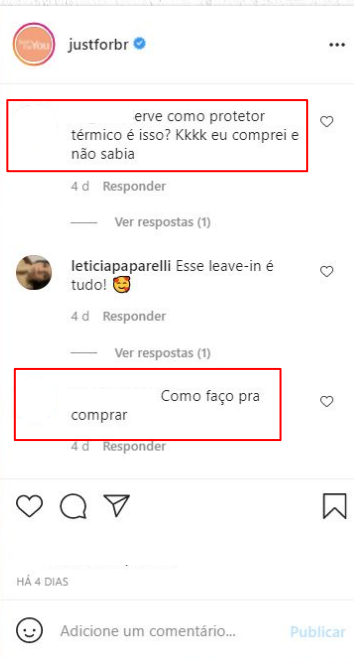 justforbr
erve como protetor
térmico é isso? Kkkk eu comprei e
não sabia
4 d Responder
Ver respostas (1)
leticiapaparelli Esse leave-in é
tudo! 🥰
4 d Responder
Ver respostas (1)
Como faço pra
comprar
4 d Responder
HÁ 4 DIAS
Adicione um comentário... Publicar